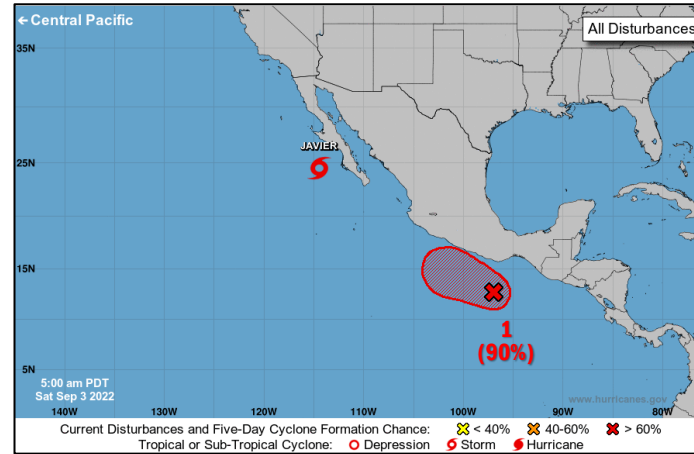 ← Central Pacific
All Disturbances
35N
JAVIER
25N
15N
1
(90%)
5N
5:00 am PDT
Sat Sep 3 2022
www.hurricanes.gov
140W 130W 120W 110W 100W 90W 80W
Current Disturbances and Five-Day Cyclone Formation Chance: < 40% 40-60% > 60%
Tropical or Sub-Tropical Cyclone: Depression Storm Hurricane